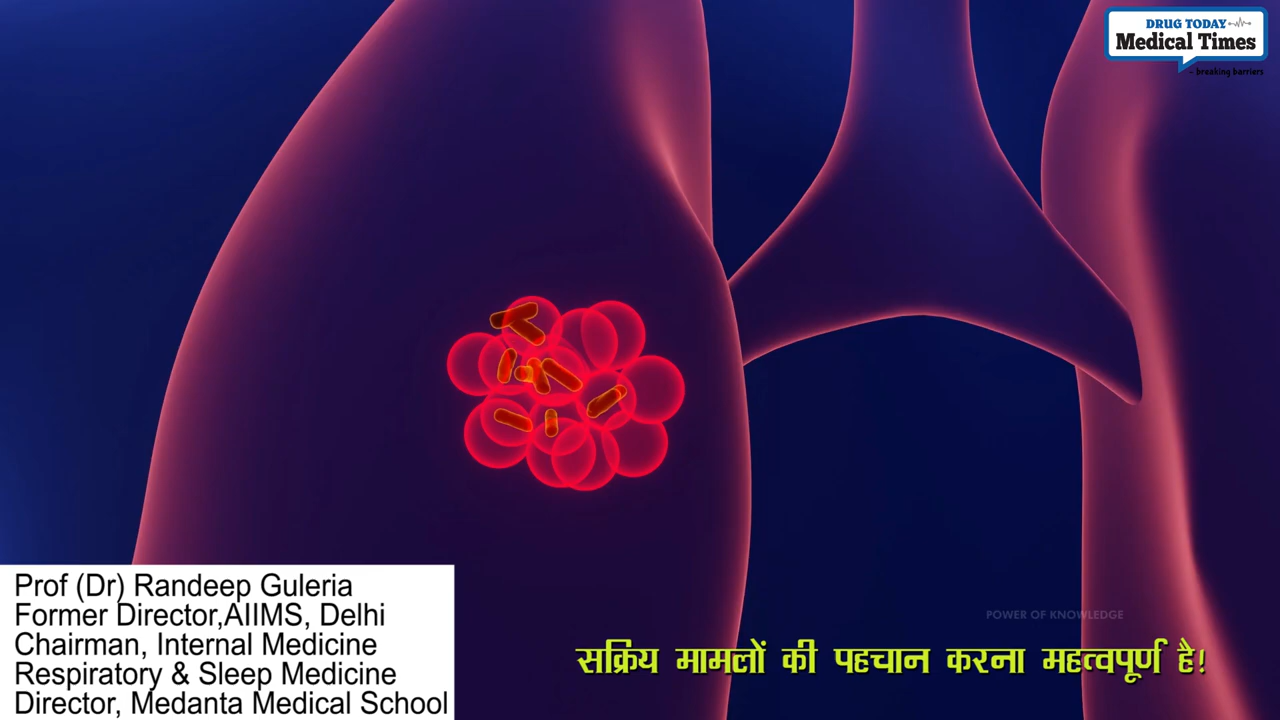 DRUG TODAY
Medical Times
- breaking barriers
Prof (Dr) Randeep Guleria
Former Director,AIIMS, Delhi
Chairman, Internal Medicine
Respiratory & Sleep Medicine
Director, Medanta Medical School
POWER OF KNOWLEDGE
सक्रिय मामलों की पहचान करना महत्वपूर्ण है!